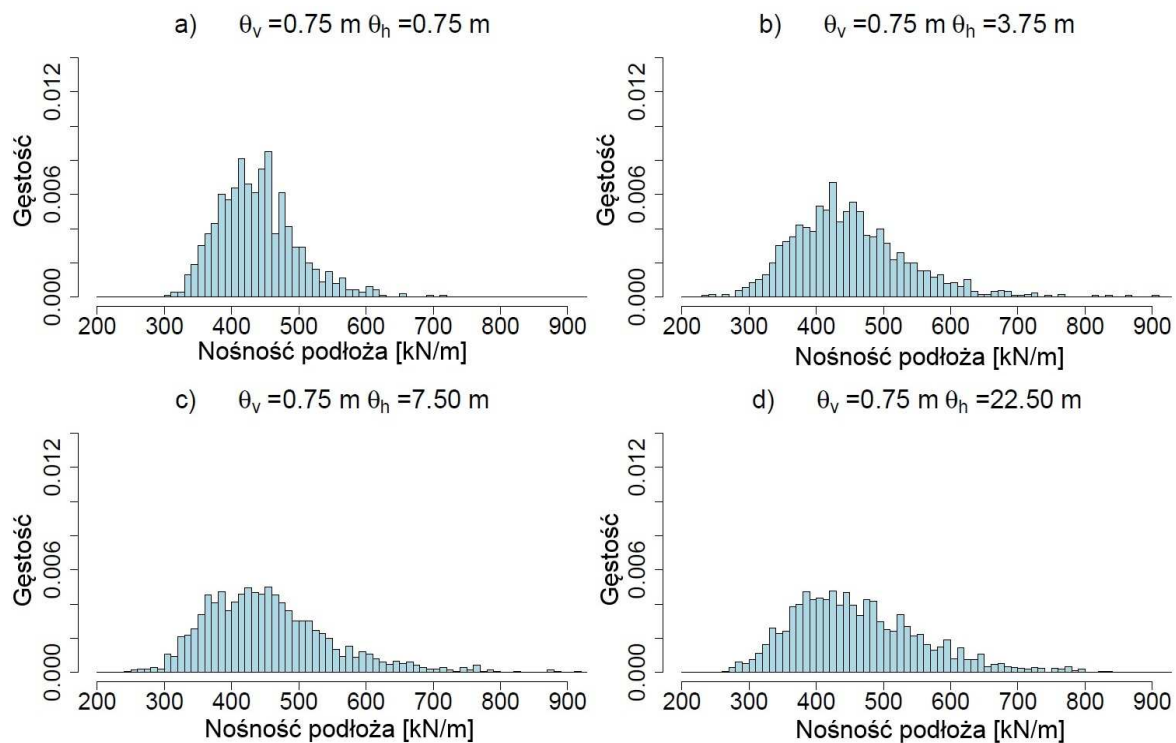 a) θv =0.75 m θh =0.75 m
Gęstość
0.000 0.006 0.012
200 300 400 500 600 700 800 900
Nośność podłoża [kN/m]
b) θv =0.75 m θh =3.75 m
Gęstość
0.000 0.006 0.012
200 300 400 500 600 700 800 900
Nośność podłoża [kN/m]
c) θv =0.75 m θh =7.50 m
Gęstość
0.000 0.006 0.012
200 300 400 500 600 700 800 900
Nośność podłoża [kN/m]
d) θv =0.75 m θh =22.50 m
Gęstość
0.000 0.006 0.012
200 300 400 500 600 700 800 900
Nośność podłoża [kN/m]